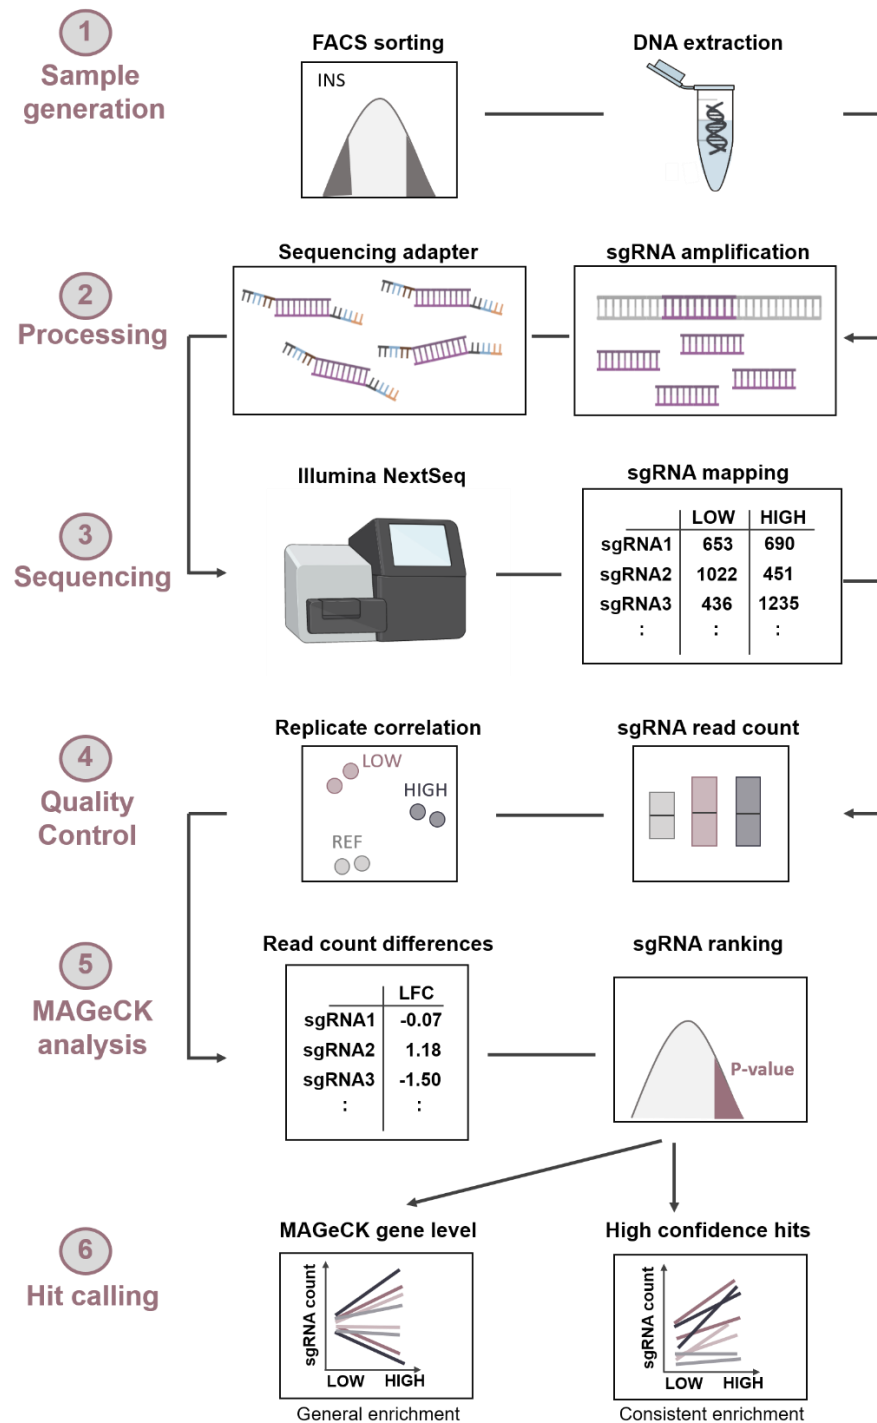 1
Sample
generation
FACS sorting
INS
DNA extraction
2
Processing
Sequencing adapter
sgRNA amplification
3
Sequencing
Illumina NextSeq
sgRNA mapping
LOW HIGH
sgRNA1 653 690
sgRNA2 1022 451
sgRNA3 436 1235
: : :
4
Quality
Control
Replicate correlation
LOW
HIGH
REF
sgRNA read count
5
MAGeCK
analysis
Read count differences
LFC
sgRNA1 -0.07
sgRNA2 1.18
sgRNA3 -1.50
: :
sgRNA ranking
P-value
6
Hit calling
MAGeCK gene level
sgRNA count
LOW HIGH
General enrichment
High confidence hits
sgRNA count
LOW HIGH
Consistent enrichment